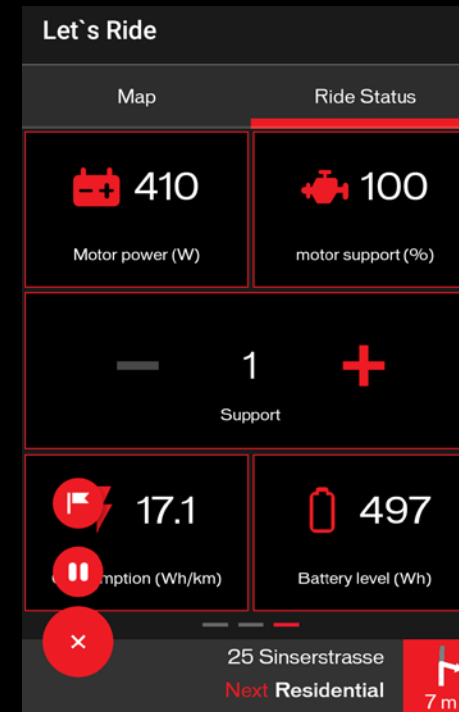 Let`s Ride
Map
Ride Status
410
100
Motor power (W)
motor support (%)
1
Support
17.1
497
mption (Wh/km)
Battery level (Wh)
25 Sinserstrasse
Next Residential
7 m